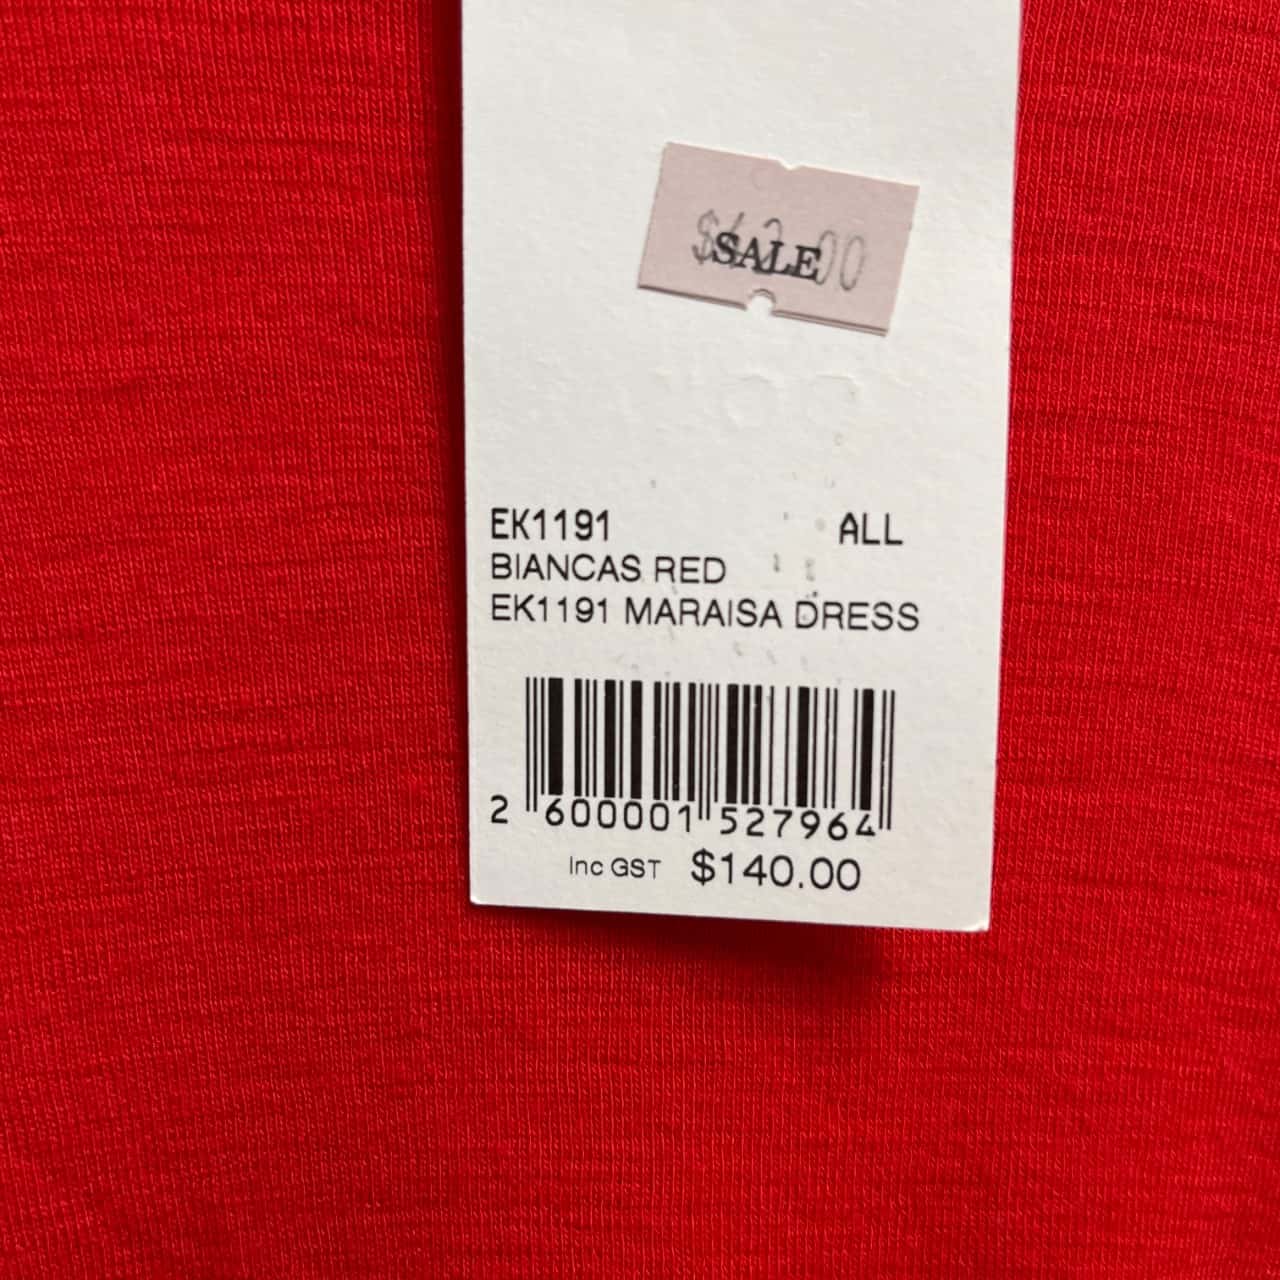 SALE
EK1191 ALL
BIANCAS RED
EK1191 MARAISA DRESS
2 600001 527964
Inc GST $140.00